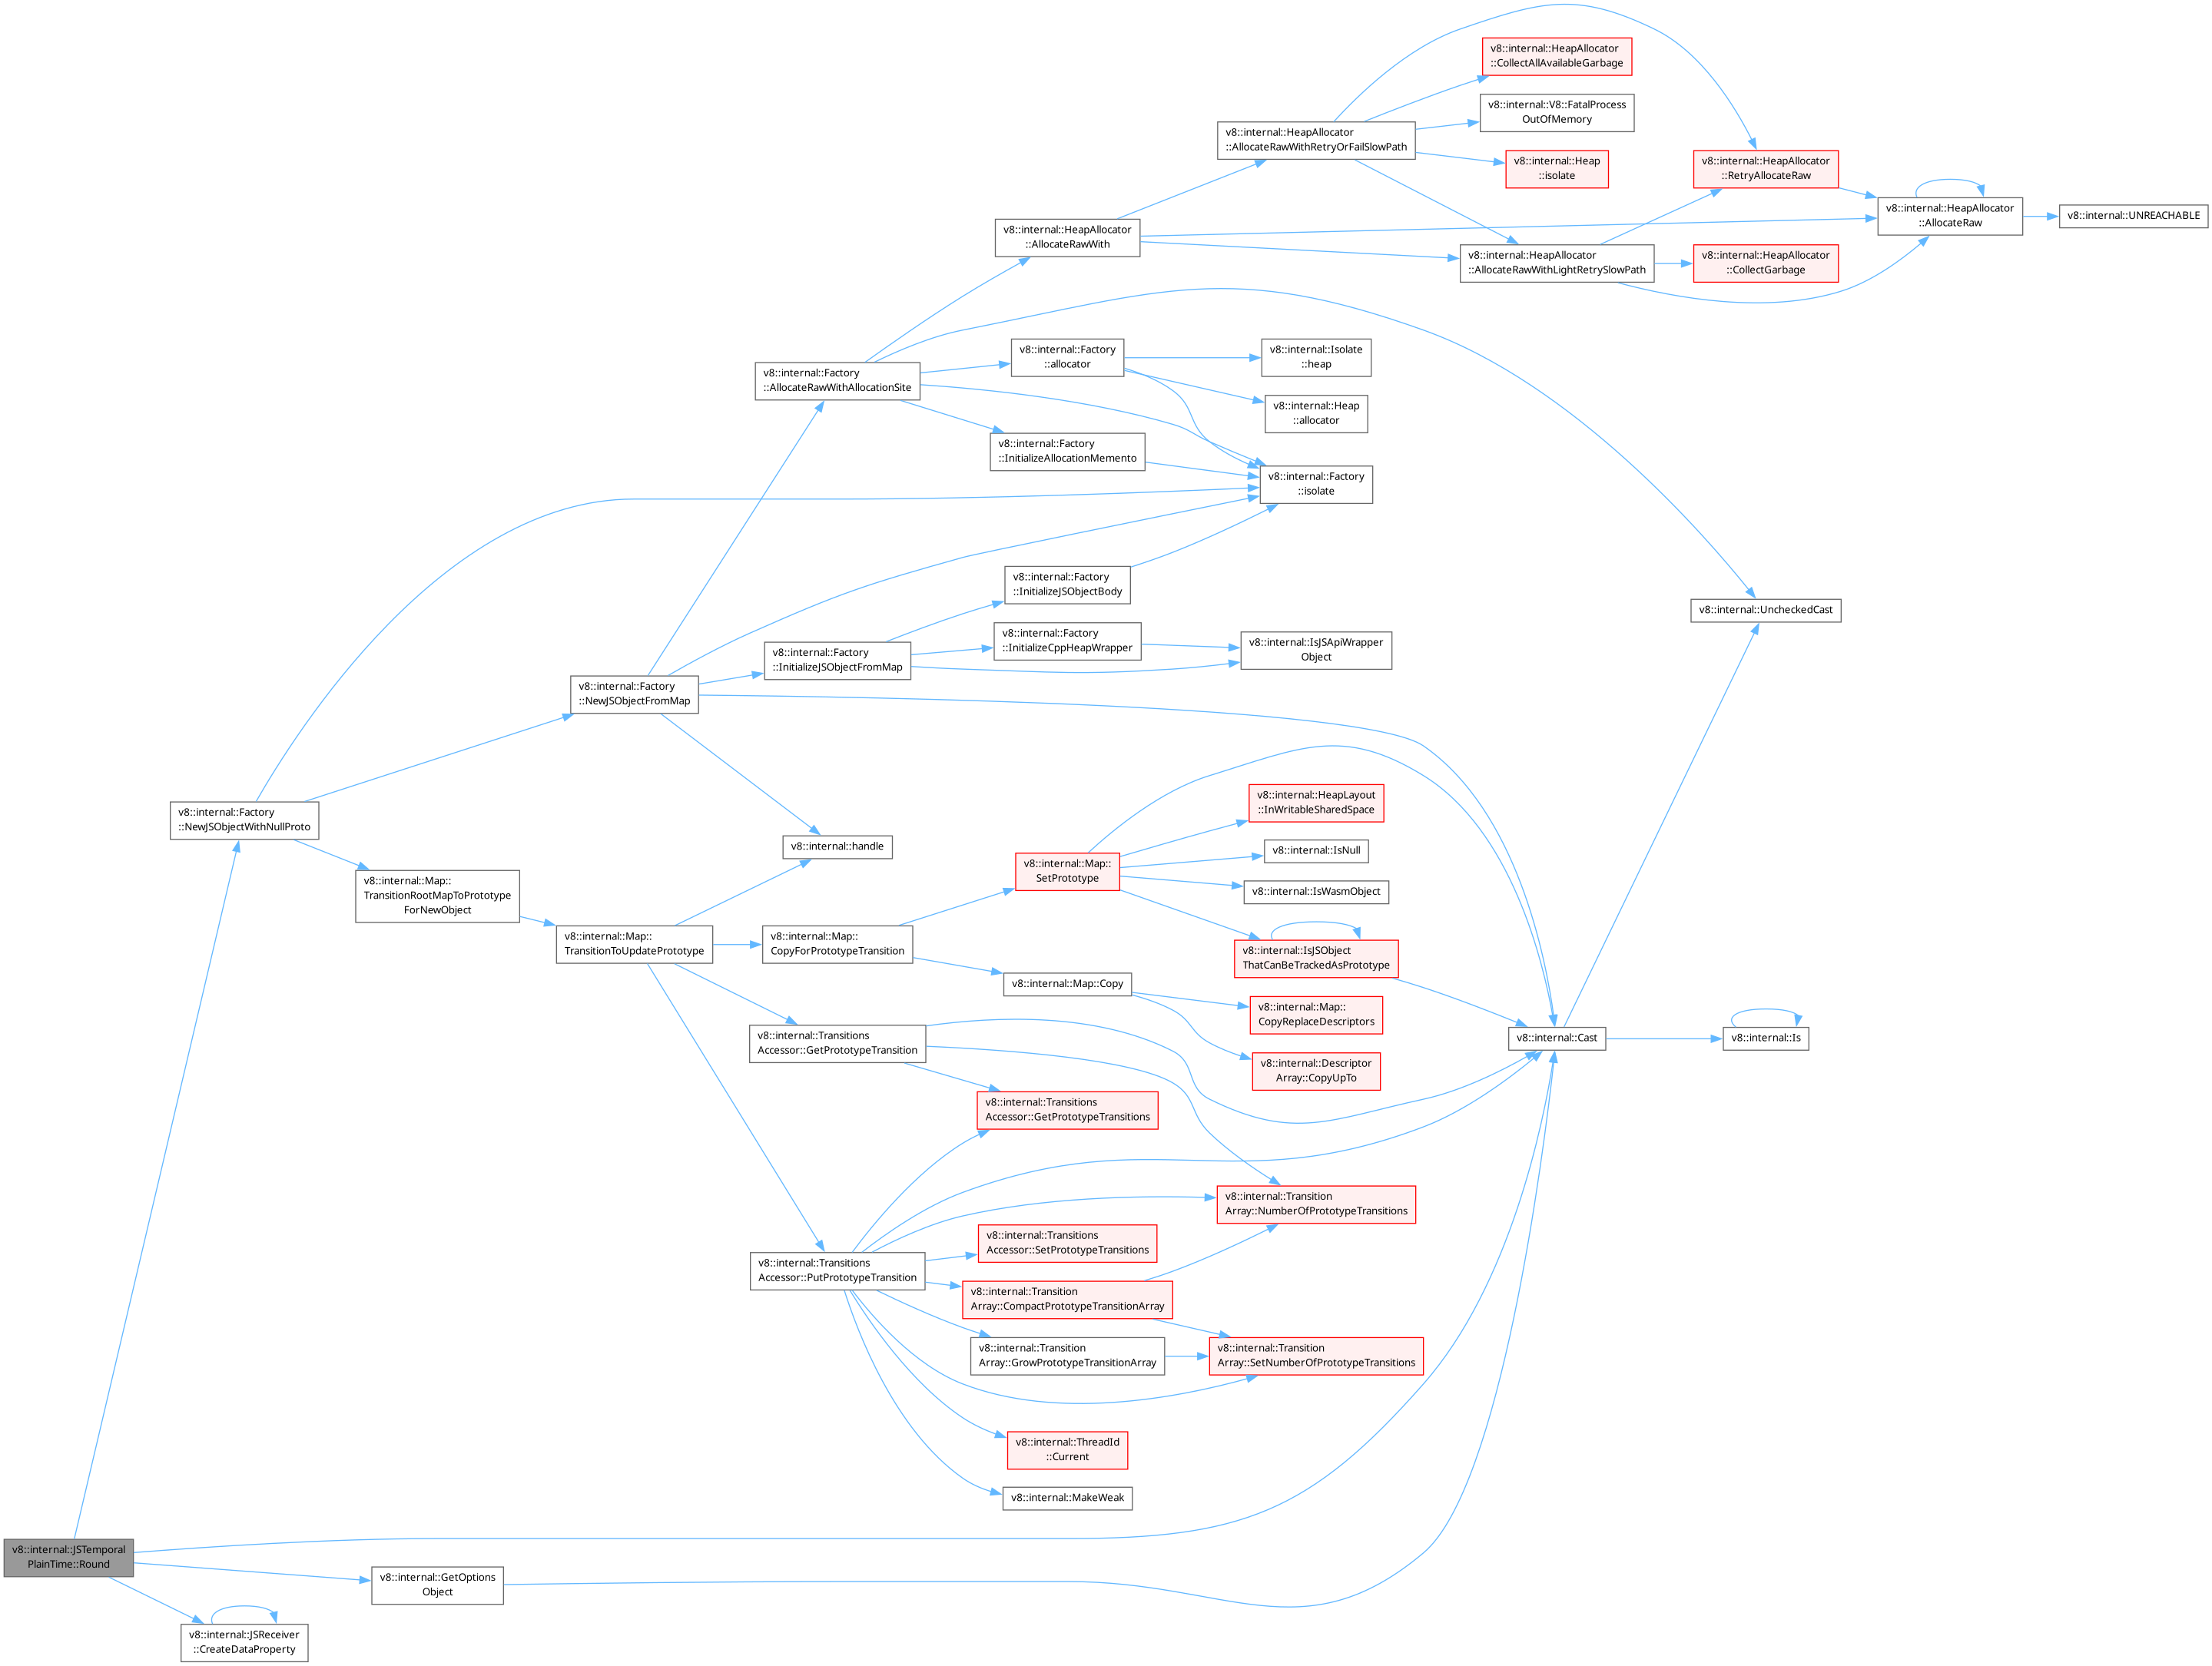 v8::internal::HeapAllocator
::CollectAllAvailableGarbage
v8::internal::V8::FatalProcess
OutOfMemory
v8::internal::HeapAllocator
::AllocateRawWithRetryOrFailSlowPath
v8::internal::Heap
::isolate
v8::internal::HeapAllocator
::RetryAllocateRaw
v8::internal::HeapAllocator
::AllocateRaw
v8::internal::UNREACHABLE
v8::internal::HeapAllocator
::AllocateRawWith
v8::internal::HeapAllocator
::AllocateRawWithLightRetrySlowPath
v8::internal::HeapAllocator
::CollectGarbage
v8::internal::Factory
::AllocateRawWithAllocationSite
v8::internal::Factory
::allocator
v8::internal::Isolate
::heap
v8::internal::Heap
::allocator
v8::internal::Factory
::InitializeAllocationMemento
v8::internal::Factory
::isolate
v8::internal::Factory
::InitializeJSObjectBody
v8::internal::UncheckedCast
v8::internal::Factory
::InitializeCppHeapWrapper
v8::internal::IsJSApiWrapper
Object
v8::internal::Factory
::InitializeJSObjectFromMap
v8::internal::Factory
::NewJSObjectFromMap
v8::internal::Factory
::NewJSObjectWithNullProto
v8::internal::handle
v8::internal::HeapLayout
::InWritableSharedSpace
v8::internal::IsNull
v8::internal::Map::
SetPrototype
v8::internal::IsWasmObject
v8::internal::Map::
TransitionRootMapToPrototype
ForNewObject
v8::internal::Map::
TransitionToUpdatePrototype
v8::internal::Map::
CopyForPrototypeTransition
v8::internal::IsJSObject
ThatCanBeTrackedAsPrototype
v8::internal::Map::Copy
v8::internal::Map::
CopyReplaceDescriptors
v8::internal::Transitions
Accessor::GetPrototypeTransition
v8::internal::Cast
v8::internal::Is
v8::internal::Descriptor
Array::CopyUpTo
v8::internal::Transitions
Accessor::GetPrototypeTransitions
v8::internal::Transition
Array::NumberOfPrototypeTransitions
v8::internal::Transitions
Accessor::SetPrototypeTransitions
v8::internal::Transitions
Accessor::PutPrototypeTransition
v8::internal::Transition
Array::CompactPrototypeTransitionArray
v8::internal::Transition
Array::GrowPrototypeTransitionArray
v8::internal::Transition
Array::SetNumberOfPrototypeTransitions
v8::internal::ThreadId
::Current
v8::internal::MakeWeak
v8::internal::JSTemporal
PlainTime::Round
v8::internal::GetOptions
Object
v8::internal::JSReceiver
::CreateDataProperty